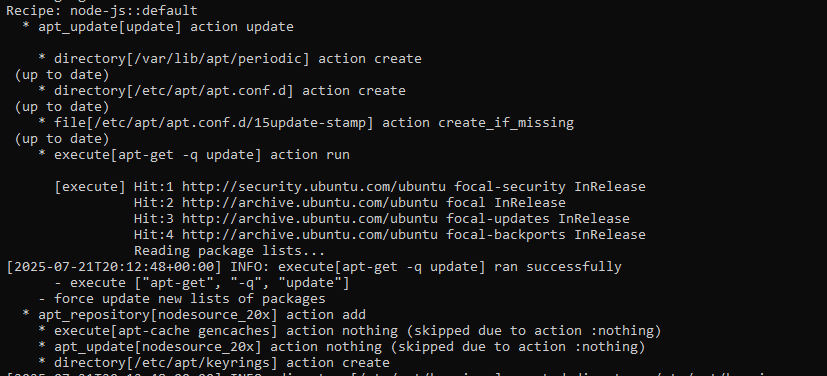 Recipe: node-js::default
* apt_update[update] action update
* directory[/var/lib/apt/periodic] action create
(up to date)
* directory[/etc/apt/apt.conf.d] action create
(up to date)
* file[/etc/apt/apt.conf.d/15update-stamp] action create_if_missing
(up to date)
* execute[apt-get -q update] action run
[execute] Hit:1 http://security.ubuntu.com/ubuntu focal-security InRelease
Hit:2 http://archive.ubuntu.com/ubuntu focal InRelease
Hit:3 http://archive.ubuntu.com/ubuntu focal-updates InRelease
Hit:4 http://archive.ubuntu.com/ubuntu focal-backports InRelease
Reading package lists...
[2025-07-21T20:12:48+00:00] INFO: execute[apt-get -q update] ran successfully
- execute ["apt-get", "-q", "update"]
- force update new lists of packages
* apt_repository[nodesource_20x] action add
* execute[apt-cache gencaches] action nothing (skipped due to action :nothing)
* apt_update[nodesource_20x] action nothing (skipped due to action :nothing)
* directory[/etc/apt/keyrings] action create